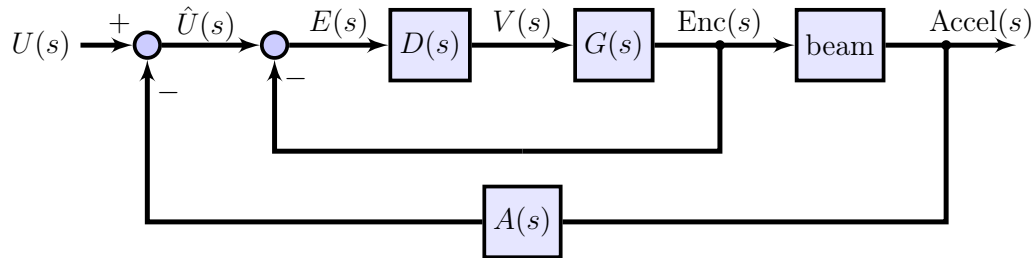 U(s) + Û(s) E(s) D(s) V(s) G(s) Enc(s) beam Accel(s)
− −
A(s)